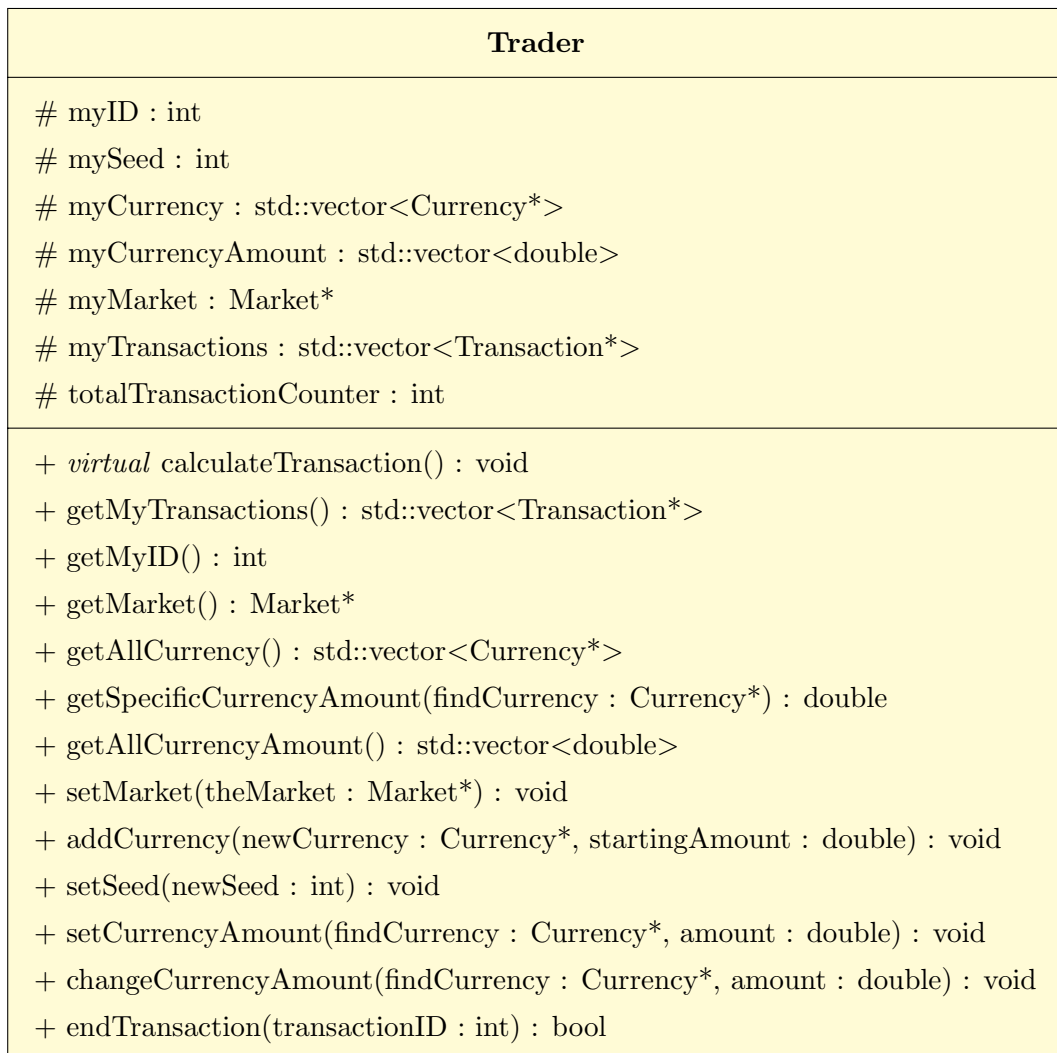 Trader
# myID : int
# mySeed : int
# myCurrency : std::vector<Currency*>
# myCurrencyAmount : std::vector<double>
# myMarket : Market*
# myTransactions : std::vector<Transaction*>
# totalTransactionCounter : int
+ virtual calculateTransaction() : void
+ getMyTransactions() : std::vector<Transaction*>
+ getMyID() : int
+ getMarket() : Market*
+ getAllCurrency() : std::vector<Currency*>
+ getSpecificCurrencyAmount(findCurrency : Currency*) : double
+ getAllCurrencyAmount() : std::vector<double>
+ setMarket(theMarket : Market*) : void
+ addCurrency(newCurrency : Currency*, startingAmount : double) : void
+ setSeed(newSeed : int) : void
+ setCurrencyAmount(findCurrency : Currency*, amount : double) : void
+ changeCurrencyAmount(findCurrency : Currency*, amount : double) : void
+ endTransaction(transactionID : int) : bool